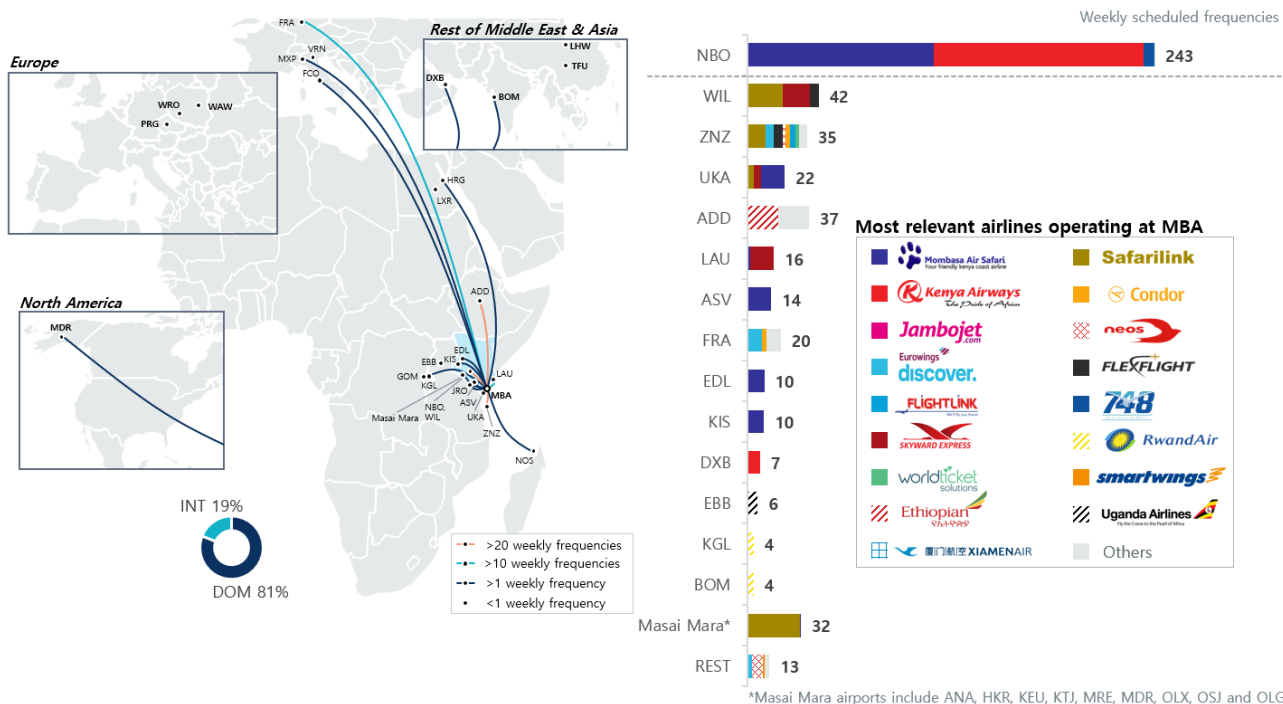 Weekly scheduled frequencies
Europe
WRO
WAW
PRG
FRA
VRN
MXP
FCO
Rest of Middle East & Asia
LHW
TFU
DXB
BOM
HRG
LXR
ADD
North America
MDR
EDL
KIS
EBB
GOM
KGL
LAU
JRO
MBA
Masai Mara
NBO,
WIL
ASV
UKA
ZNZ
NOS
INT 19%
DOM 81%
>20 weekly frequencies
>10 weekly frequencies
>1 weekly frequency
<1 weekly frequency
NBO 243
WIL 42
ZNZ 35
UKA 22
ADD 37
LAU 16
ASV 14
FRA 20
EDL 10
KIS 10
DXB 7
EBB 6
KGL 4
BOM 4
Masai Mara* 32
REST 13
Most relevant airlines operating at MBA
Mombasa Air Safari
Your friendly kenya coast airline
Safarilink
Kenya Airways
The Pride of Africa
Condor
Jambojet
.com
neos
Eurowings
discover.
FLEXFLIGHT
FLIGHTLINK
748
SKYWARD EXPRESS
RwandAir
worldticket
solutions
smartwings
Ethiopian
የኢትዮጵያ
Uganda Airlines
Fly the Crane to the Pearl of Africa
厦门航空 XIAMENAIR
Others
*Masai Mara airports include ANA, HKR, KEU, KTJ, MRE, MDR, OLX, OSJ and OLG